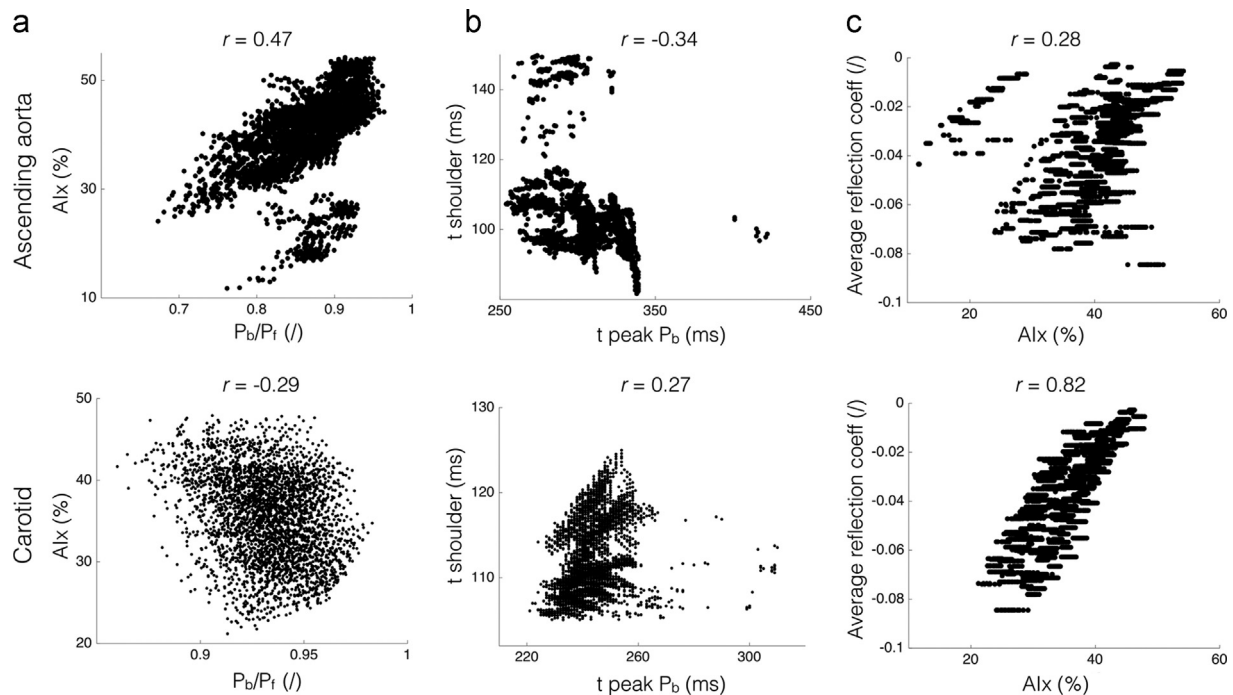 a
b
c
Ascending aorta
r = 0.47
AIx (%)
50
30
10
0.7
0.8
0.9
1
Pb/Pf (/)
r = -0.34
t shoulder (ms)
140
120
100
250
350
450
t peak Pb (ms)
r = 0.28
Average reflection coeff (/)
0
-0.02
-0.04
-0.06
-0.08
-0.1
20
40
60
AIx (%)
Carotid
r = -0.29
AIx (%)
50
40
30
20
0.9
0.95
1
Pb/Pf (/)
r = 0.27
t shoulder (ms)
130
120
110
220
260
300
t peak Pb (ms)
r = 0.82
Average reflection coeff (/)
0
-0.02
-0.04
-0.06
-0.08
-0.1
20
40
60
AIx (%)